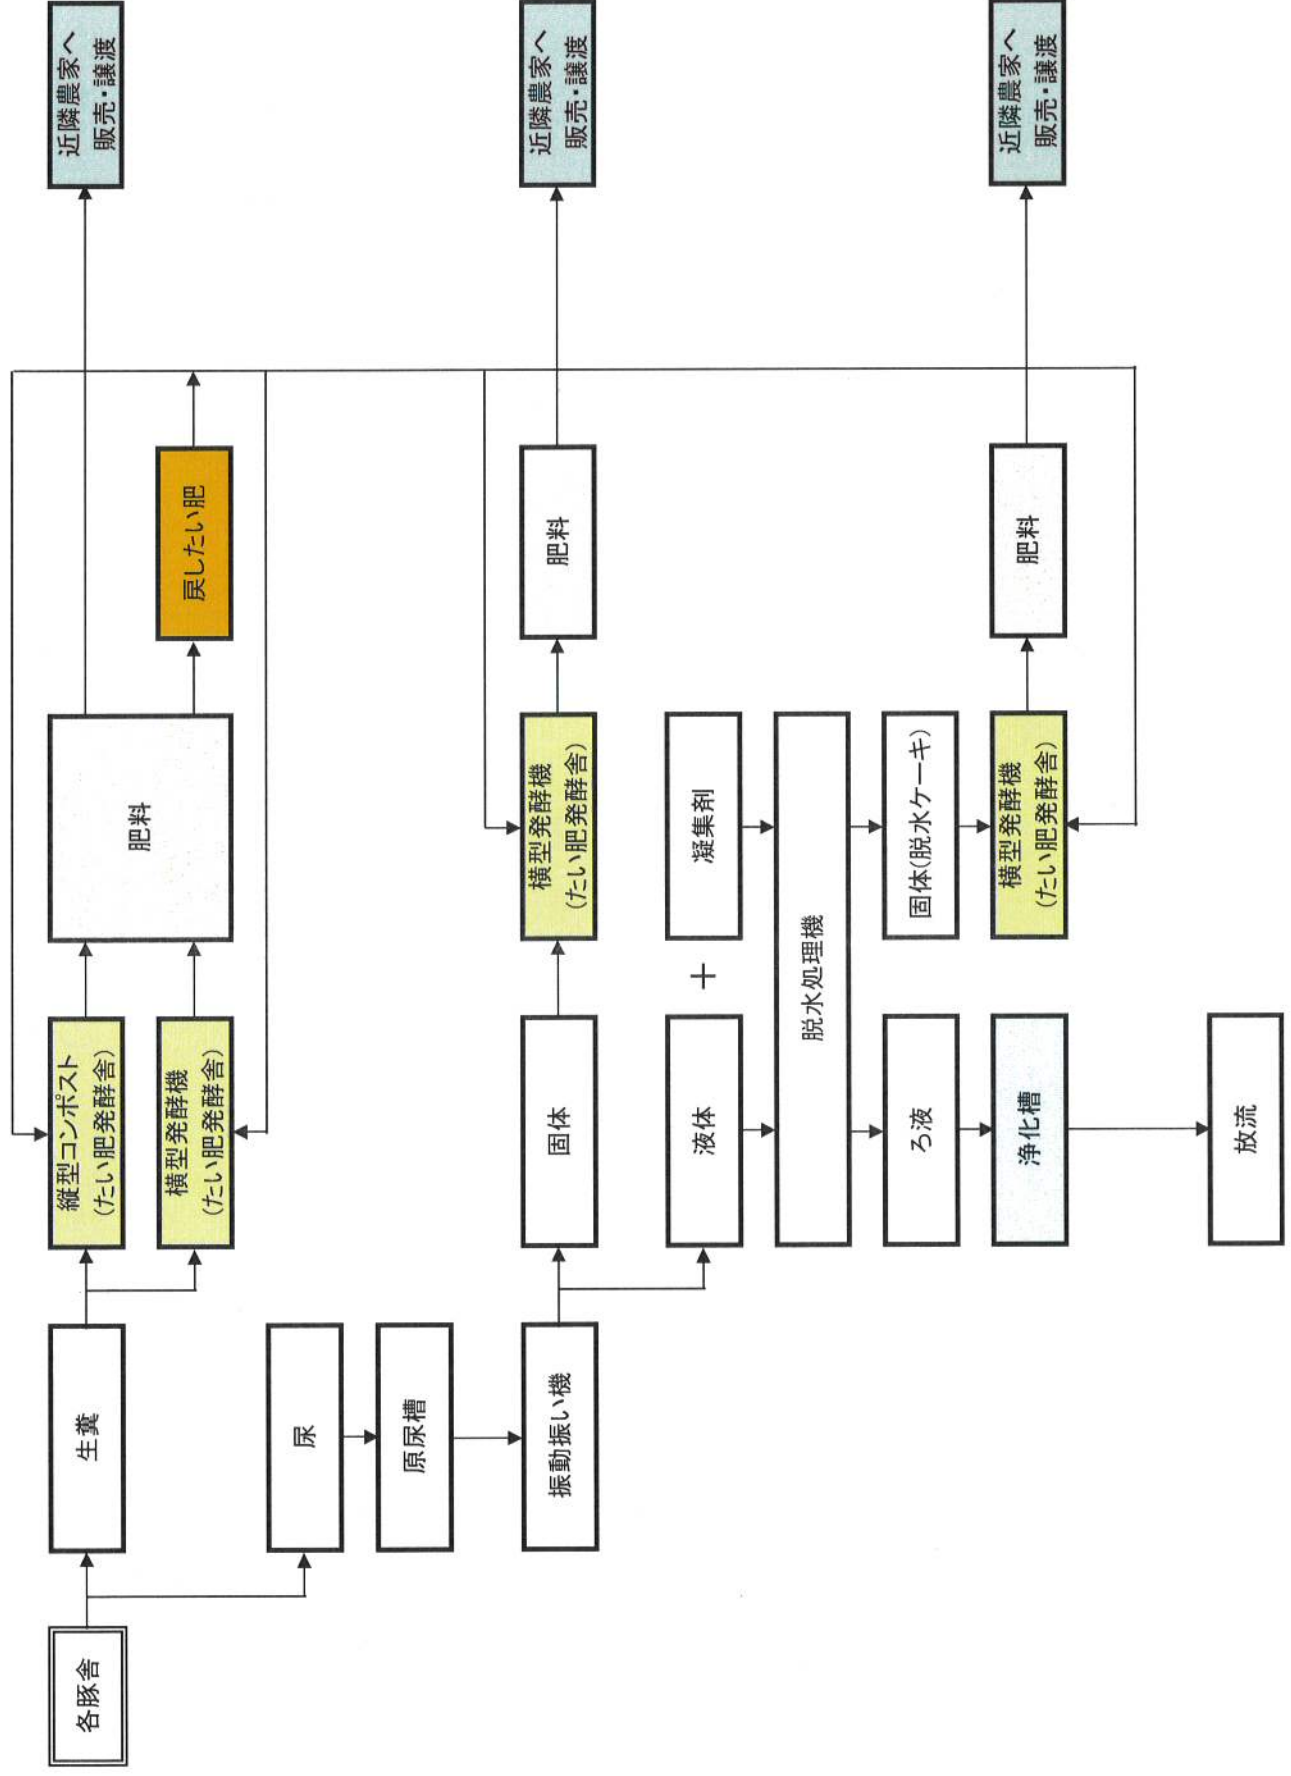 各豚舎
生糞
縦型コンポスト
(たい肥発酵舎)
肥料
近隣農家へ
販売・譲渡
横型発酵機
(たい肥発酵舎)
戻したい肥
尿
原尿槽
振動振い機
固体
横型発酵機
(たい肥発酵舎)
肥料
近隣農家へ
販売・譲渡
液体
＋
凝集剤
脱水処理機
ろ液
固体(脱水ケーキ)
浄化槽
横型発酵機
(たい肥発酵舎)
肥料
近隣農家へ
販売・譲渡
放流